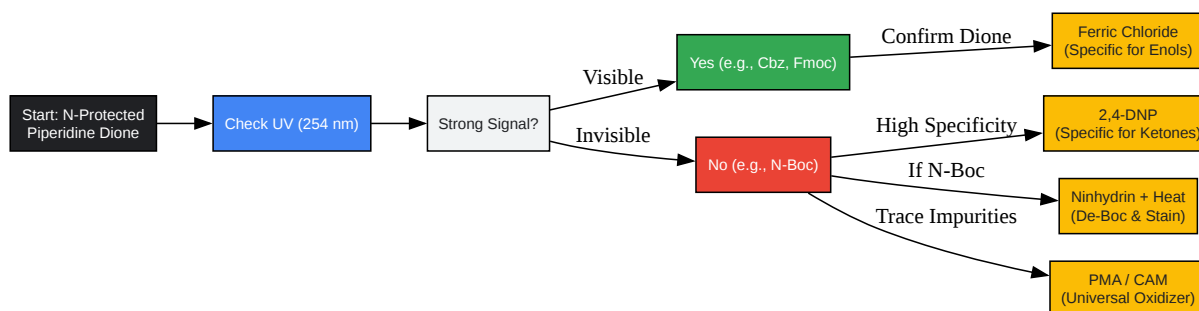 Start: N-Protected
Piperidine Dione
Check UV (254 nm)
Strong Signal?
Visible
Invisible
Yes (e.g., Cbz, Fmoc)
No (e.g., N-Boc)
Confirm Dione
High Specificity
If N-Boc
Trace Impurities
Ferric Chloride
(Specific for Enols)
2,4-DNP
(Specific for Ketones)
Ninhydrin + Heat
(De-Boc & Stain)
PMA / CAM
(Universal Oxidizer)